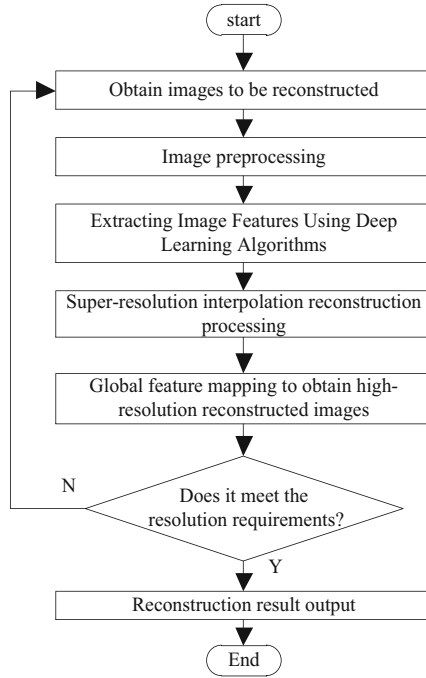 start
Obtain images to be reconstructed
Image preprocessing
Extracting Image Features Using Deep
Learning Algorithms
Super-resolution interpolation reconstruction
processing
Global feature mapping to obtain high-
resolution reconstructed images
N
Does it meet the
resolution requirements?
Y
Reconstruction result output
End